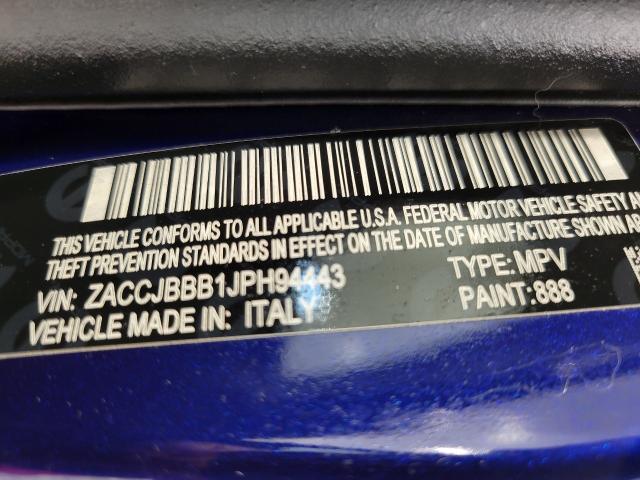 THIS VEHICLE CONFORMS TO ALL APPLICABLE U.S.A. FEDERAL MOTOR VEHICLE SAFETY
THEFT PREVENTION STANDARDS IN EFFECT ON THE DATE OF MANUFACTURE SHOWN
VIN: ZACCJBBB1JPH94443 TYPE: MPV
VEHICLE MADE IN: ITALY PAINT: 888